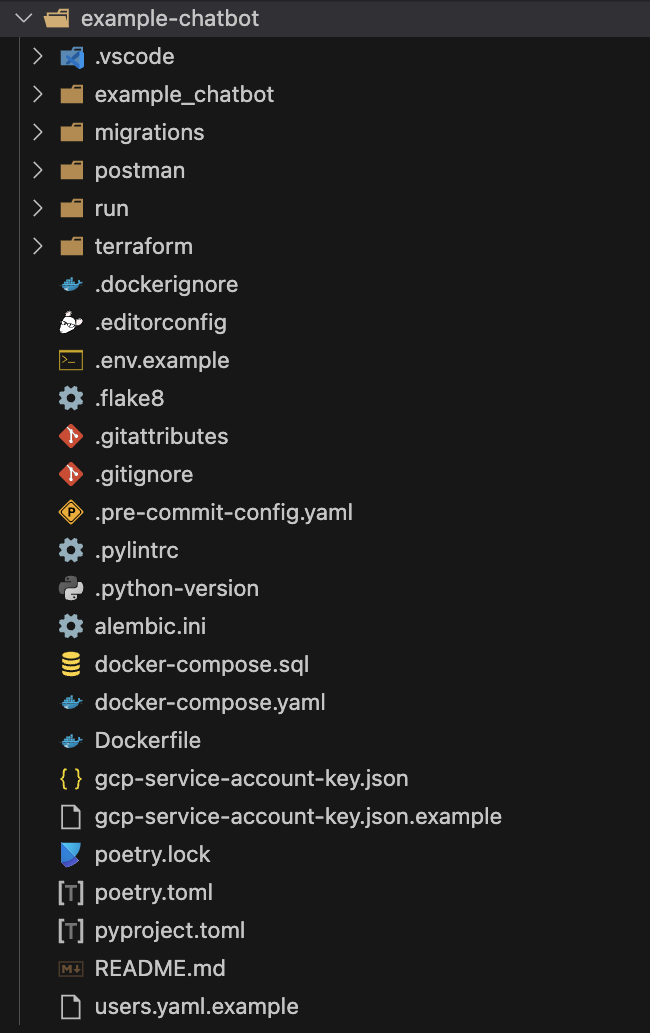 example-chatbot
.vscode
example_chatbot
migrations
postman
run
terraform
.dockerignore
.editorconfig
.env.example
.flake8
.gitattributes
.gitignore
.pre-commit-config.yaml
.pylintrc
.python-version
alembic.ini
docker-compose.sql
docker-compose.yaml
Dockerfile
gcp-service-account-key.json
gcp-service-account-key.json.example
poetry.lock
poetry.toml
pyproject.toml
README.md
users.yaml.example